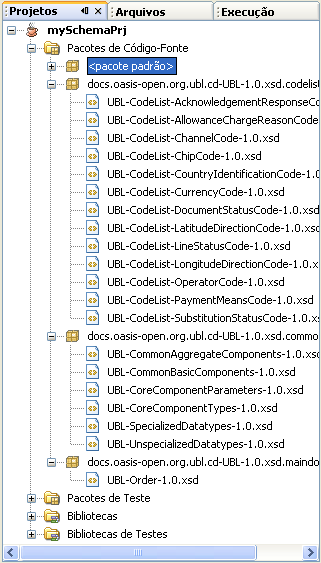 Projetos Arquivos Execução
mySchemaPrj
Pacotes de Código-Fonte
<pacote padrão>
docs.oasis-open.org.ubl.cd-UBL-1.0.xsd.codelist
UBL-CodeList-AcknowledgementResponseCo
UBL-CodeList-AllowanceChargeReasonCode
UBL-CodeList-ChannelCode-1.0.xsd
UBL-CodeList-ChipCode-1.0.xsd
UBL-CodeList-CountryIdentificationCode-1.
UBL-CodeList-CurrencyCode-1.0.xsd
UBL-CodeList-DocumentStatusCode-1.0.xs
UBL-CodeList-LatitudeDirectionCode-1.0.xs
UBL-CodeList-LineStatusCode-1.0.xsd
UBL-CodeList-LongitudeDirectionCode-1.0.
UBL-CodeList-OperatorCode-1.0.xsd
UBL-CodeList-PaymentMeansCode-1.0.xsd
UBL-CodeList-SubstitutionStatusCode-1.0.
docs.oasis-open.org.ubl.cd-UBL-1.0.xsd.commo
UBL-CommonAggregateComponents-1.0.xs
UBL-CommonBasicComponents-1.0.xsd
UBL-CoreComponentParameters-1.0.xsd
UBL-CoreComponentTypes-1.0.xsd
UBL-SpecializedDatatypes-1.0.xsd
UBL-UnspecializedDatatypes-1.0.xsd
docs.oasis-open.org.ubl.cd-UBL-1.0.xsd.maindo
UBL-Order-1.0.xsd
Pacotes de Teste
Bibliotecas
Bibliotecas de Testes